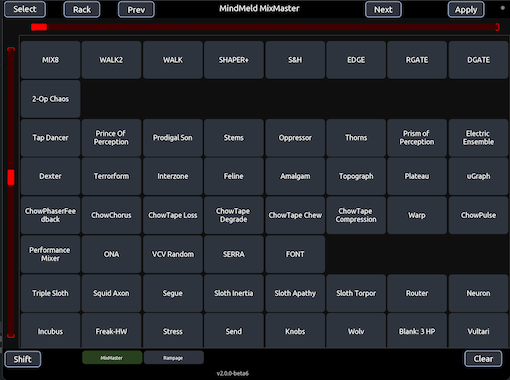 Select Rack Prev MindMeld MixMaster Next Apply
MIX8 WALK2 WALK SHAPER+ S&H EDGE RGATE DGATE
2-Op Chaos
Tap Dancer Prince Of Perception Prodigal Son Stems Oppressor Thorns Prism of Perception Electric Ensemble
Dexter Terrorform Interzone Feline Amalgam Topograph Plateau uGraph
ChowPhaserFeedback ChowChorus ChowTape Loss ChowTape Degrade ChowTape Chew ChowTape Compression Warp ChowPulse
Performance Mixer ONA VCV Random SERRA FONT
Triple Sloth Squid Axon Segue Sloth Inertia Sloth Apathy Sloth Torpor Router Neuron
Incubus Freak-HW Stress Send Knobs Wolv Blank: 3 HP Vultari
Shift MixMaster Rampage Clear
v2.0.0-beta6